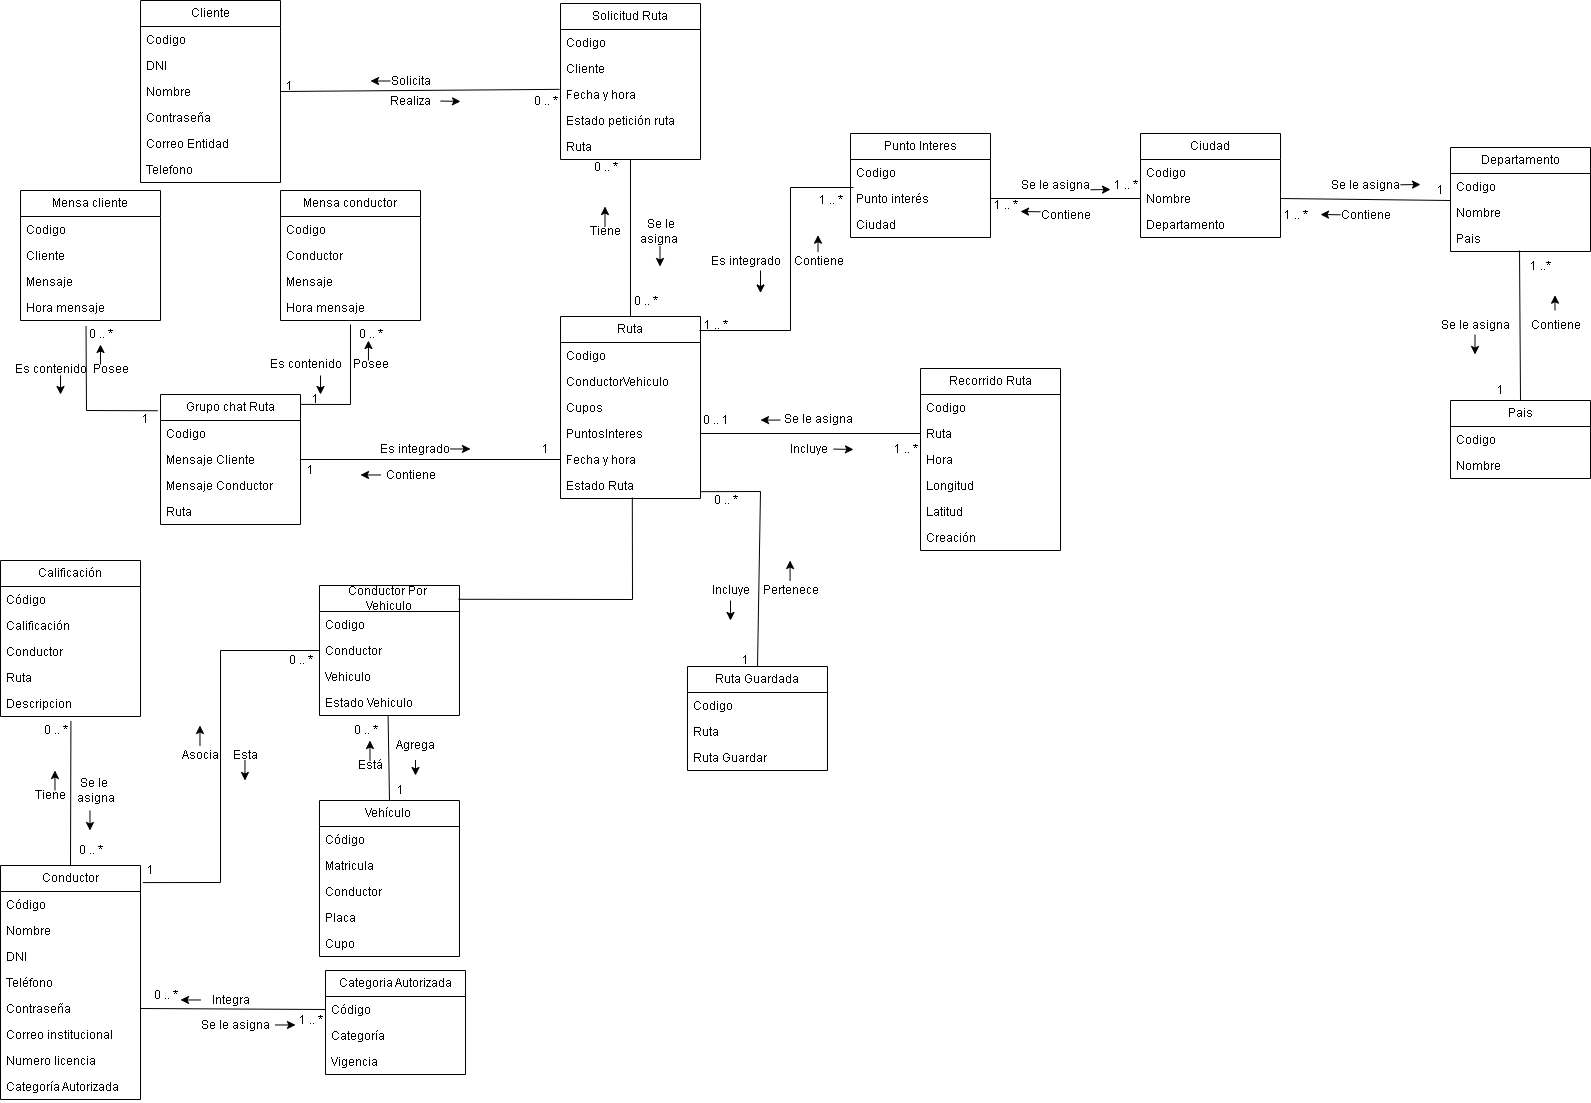 Cliente
Codigo
DNI
Nombre
Contraseña
Correo Entidad
Telefono
1
Solicita
Realiza
0 .. *
Solicitud Ruta
Codigo
Cliente
Fecha y hora
Estado petición ruta
Ruta
0 .. *
Tiene
Se le
asigna
0 .. *
Punto Interes
Codigo
Punto interés
Ciudad
1 .. *
Es integrado
Contiene
1 .. *
Se le asigna
1 .. *
1 .. *
Contiene
Ciudad
Codigo
Nombre
Departamento
Se le asigna
1
1 .. *
Contiene
Departamento
Codigo
Nombre
Pais
1 ..*
Se le asigna
Contiene
1
Pais
Codigo
Nombre
Mensa cliente
Codigo
Cliente
Mensaje
Hora mensaje
0 .. *
Es contenido
Posee
1
Mensa conductor
Codigo
Conductor
Mensaje
Hora mensaje
0 .. *
Es contenido
Posee
1
Grupo chat Ruta
Codigo
Mensaje Cliente
Mensaje Conductor
Ruta
Es integrado
1
1
Contiene
Ruta
Codigo
ConductorVehiculo
Cupos
PuntosInteres
Fecha y hora
Estado Ruta
0 .. 1
Se le asigna
Incluye
1 .. *
Recorrido Ruta
Codigo
Ruta
Hora
Longitud
Latitud
Creación
0 .. *
Incluye
Pertenece
1
Ruta Guardada
Codigo
Ruta
Ruta Guardar
Calificación
Código
Calificación
Conductor
Ruta
Descripcion
0 .. *
Tiene
Se le
asigna
0 .. *
Conductor Por
Vehiculo
Codigo
Conductor
Vehiculo
Estado Vehiculo
0 .. *
Asocia
Esta
1
0 .. *
Agrega
Está
1
Vehículo
Código
Matricula
Conductor
Placa
Cupo
Conductor
Código
Nombre
DNI
Teléfono
Contraseña
Correo institucional
Numero licencia
Categoría Autorizada
0 .. *
Integra
Se le asigna
1 .. *
Categoria Autorizada
Código
Categoría
Vigencia